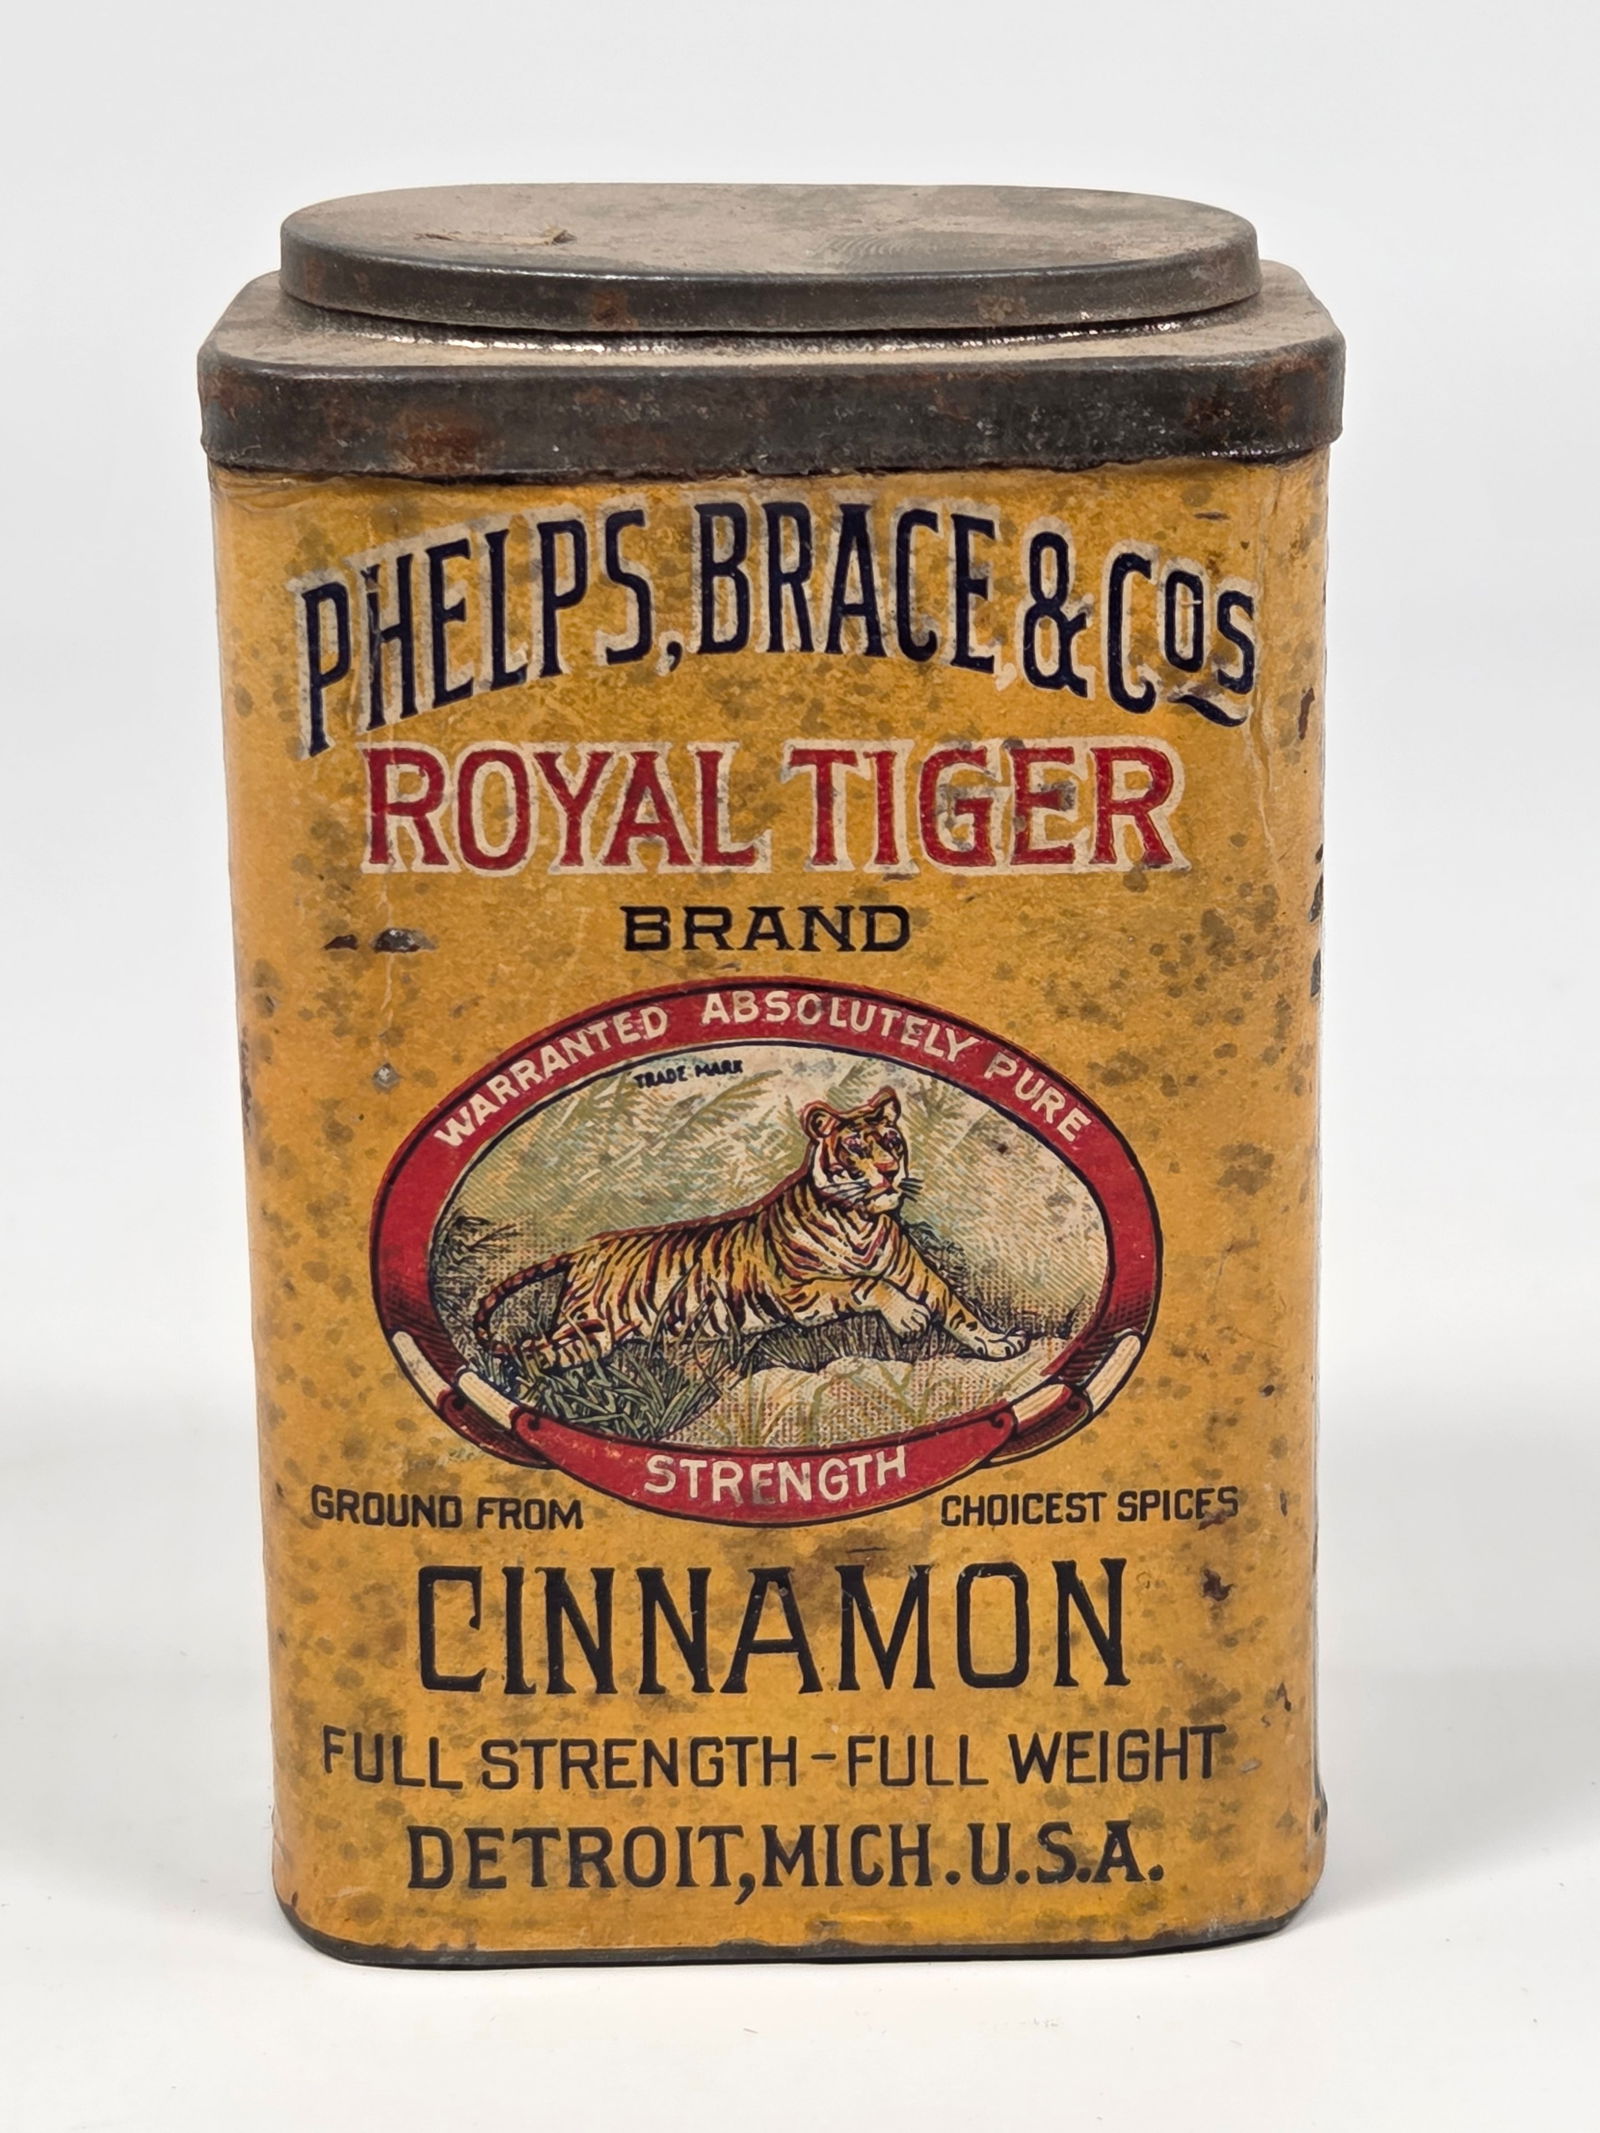 PHELPS, BRACE & COS
ROYAL TIGER
BRAND
WARRANTED ABSOLUTELY PURE
TRADE MARK
STRENGTH
GROUND FROM CHOICEST SPICES
CINNAMON
FULL STRENGTH-FULL WEIGHT
DETROIT, MICH. U.S.A.